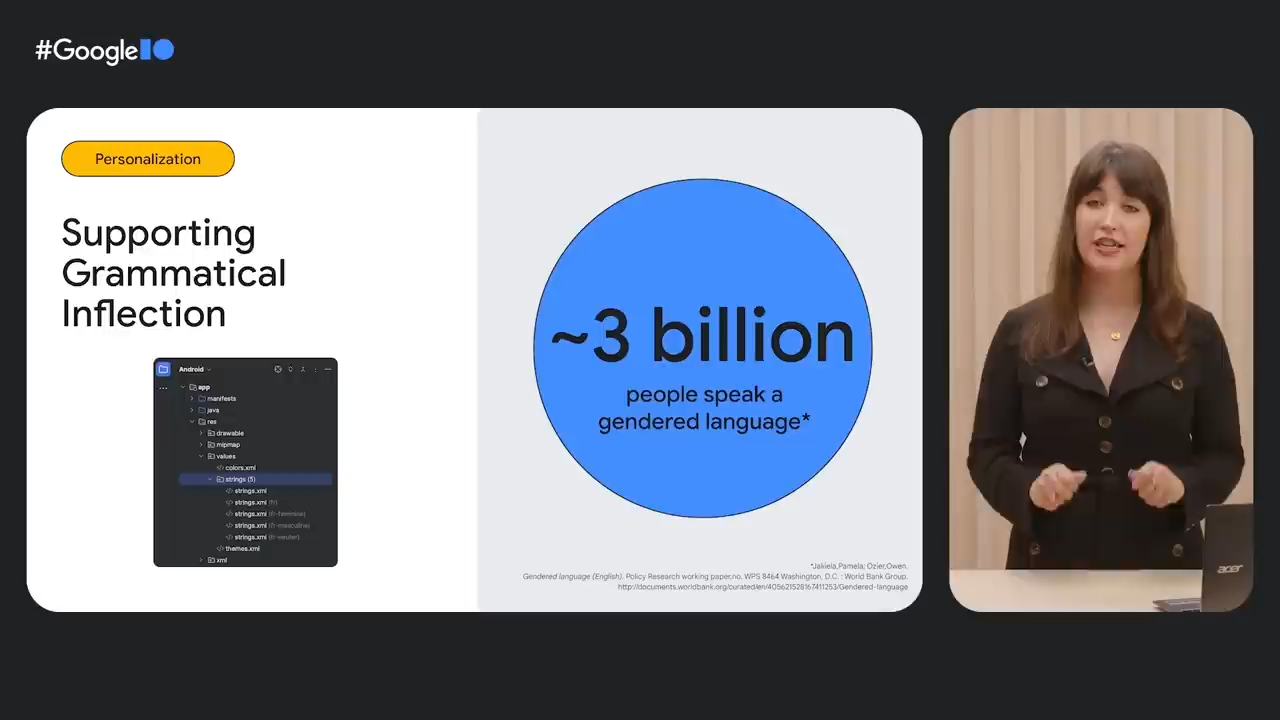 #GoogleIO
Personalization
Supporting
Grammatical
Inflection
Android
app
manifests
java
res
drawable
mipmap
values
colors.xml
strings (5)
strings.xml
strings.xml (fr)
strings.xml (fr-feminine)
strings.xml (fr-masculine)
strings.xml (fr-neuter)
themes.xml
xml
~3 billion
people speak a
gendered language*
*Jakiela,Pamela; Ozier,Owen.
Gendered language (English). Policy Research working paper,no. WPS 8464 Washington, D.C. : World Bank Group.
http://documents.worldbank.org/curated/en/405621528167411253/Gendered-language
acer